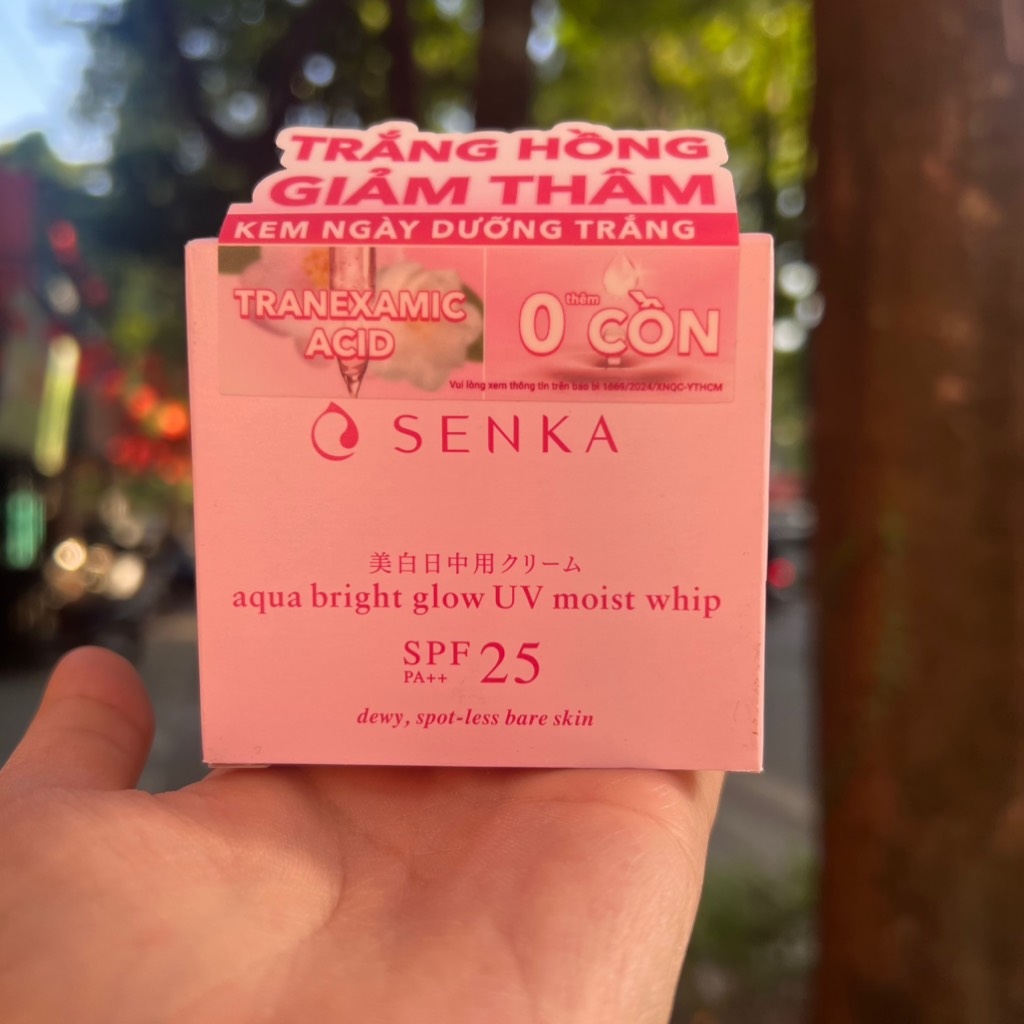 TRẮNG HỒNG
GIẢM THÂM
KEM NGÀY DƯỠNG TRẮNG
TRANEXAMIC
ACID
0 thêm CỒN
Vui lòng xem thông tin trên bao bì 1669/2024/XNQC-YTHCM
SENKA
美白日中用クリーム
aqua bright glow UV moist whip
SPF 25
PA++
dewy, spot-less bare skin